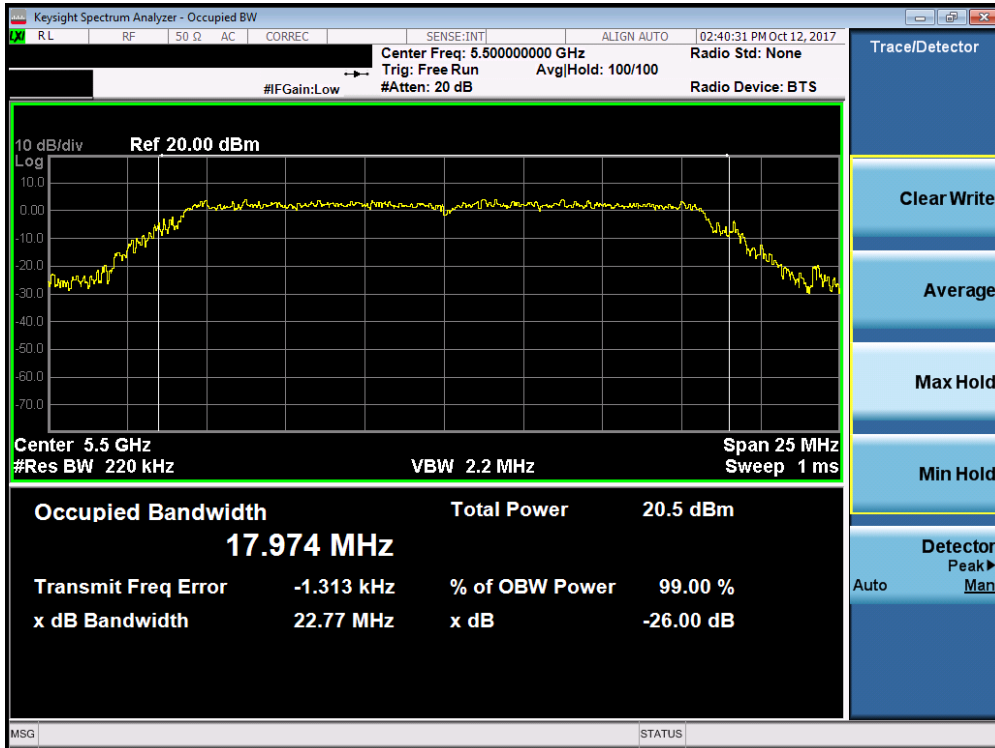 Keysight Spectrum Analyzer - Occupied BW
LXI RL RF 50 Ω AC CORREC SENSE:INT ALIGN AUTO 02:40:31 PM Oct 12, 2017
Center Freq: 5.500000000 GHz Radio Std: None
Trig: Free Run Avg|Hold: 100/100
#IFGain:Low #Atten: 20 dB Radio Device: BTS
Trace/Detector
10 dB/div Ref 20.00 dBm
Log
10.0
0.00
-10.0
-20.0
-30.0
-40.0
-50.0
-60.0
-70.0
Center 5.5 GHz Span 25 MHz
#Res BW 220 kHz VBW 2.2 MHz Sweep 1 ms
Occupied Bandwidth Total Power 20.5 dBm
17.974 MHz
Transmit Freq Error -1.313 kHz % of OBW Power 99.00 %
x dB Bandwidth 22.77 MHz x dB -26.00 dB
Clear Write
Average
Max Hold
Min Hold
Detector
Peak▶
Auto Man
MSG STATUS